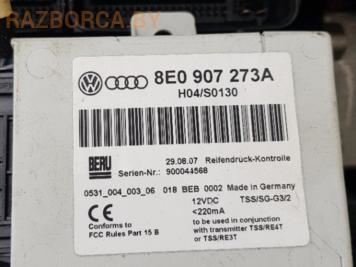 RAZBORCA.BY
8E0 907 273A
H04/S0130
BERU
29.08.07 Reifendrück-Kontrolle
Serien-Nr.: 900044568
0531_004_003_06 018 BEB 0002 Made in Germany
12VDC TSS/SG-G3/2
CE <220mA
Conforms to to be used in conjunction
FCC Rules Part 15 B with transmitter TSS/RE4T
or TSS/RE3T